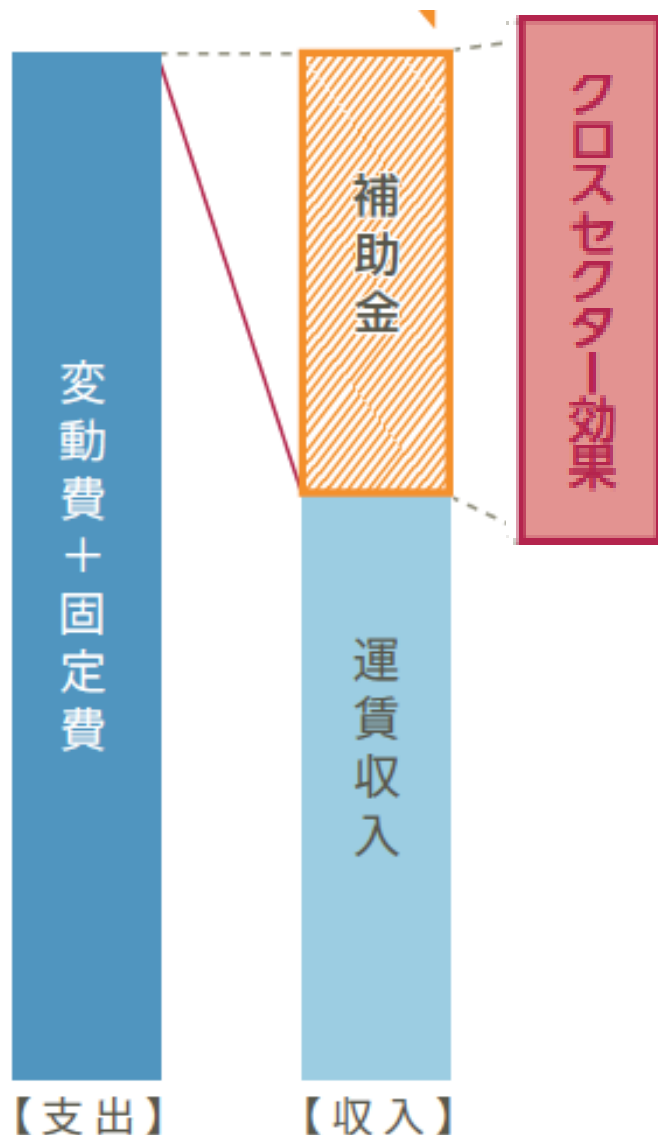 変動費＋固定費
補助金
運賃収入
クロスセクター効果
【支出】
【収入】